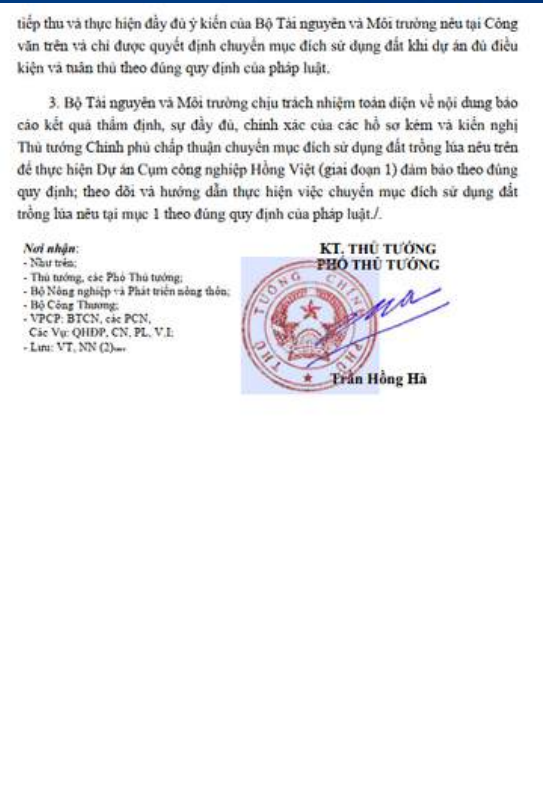 tiếp thu và thực hiện đầy đủ ý kiến của Bộ Tài nguyên và Môi trường nêu tại Công
văn trên và chỉ được quyết định chuyển mục đích sử dụng đất khi dự án đủ điều
kiện và tuân thủ theo đúng quy định của pháp luật.
3. Bộ Tài nguyên và Môi trường chịu trách nhiệm toàn diện về nội dung báo
cáo kết quả thẩm định, sự đầy đủ, chính xác của các hồ sơ kèm và kiến nghị
Thủ tướng Chính phủ chấp thuận chuyển mục đích sử dụng đất trồng lúa nêu trên
để thực hiện Dự án Cụm công nghiệp Hồng Việt (giai đoạn 1) đảm bảo theo đúng
quy định; theo dõi và hướng dẫn thực hiện việc chuyển mục đích sử dụng đất
trồng lúa nêu tại mục 1 theo đúng quy định của pháp luật./.
Nơi nhận:
- Như trên;
- Thủ tướng, các Phó Thủ tướng;
- Bộ Nông nghiệp và Phát triển nông thôn;
- Bộ Công Thương;
- VPCP: BTCN, các PCN,
Các Vụ: QHĐP, CN, PL, V.I;
- Lưu: VT, NN (2)
KT. THỦ TƯỚNG
PHÓ THỦ TƯỚNG
THỦ TƯỚNG CHÍNH PHỦ
Trần Hồng Hà